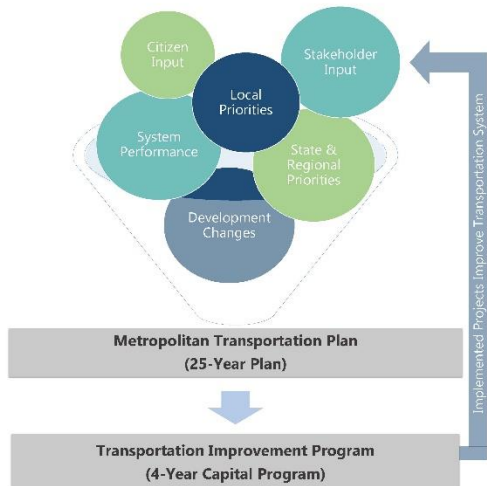 Citizen
Input
Stakeholder
Input
Local
Priorities
System
Performance
State &
Regional
Priorities
Development
Changes
Implemented Projects Improve Transportation System
Metropolitan Transportation Plan
(25-Year Plan)
Transportation Improvement Program
(4-Year Capital Program)